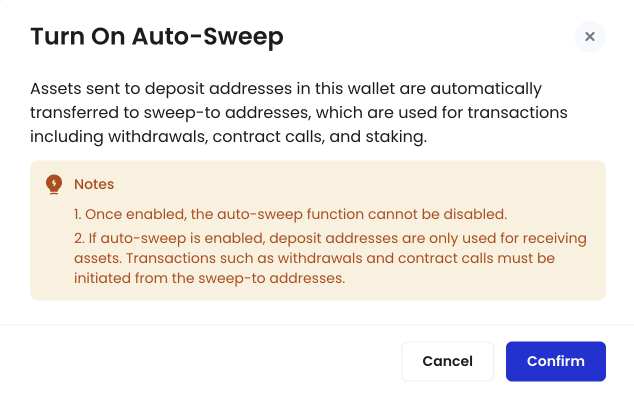 Turn On Auto-Sweep
Assets sent to deposit addresses in this wallet are automatically
transferred to sweep-to addresses, which are used for transactions
including withdrawals, contract calls, and staking.
Notes
1. Once enabled, the auto-sweep function cannot be disabled.
2. If auto-sweep is enabled, deposit addresses are only used for receiving
assets. Transactions such as withdrawals and contract calls must be
initiated from the sweep-to addresses.
Cancel
Confirm